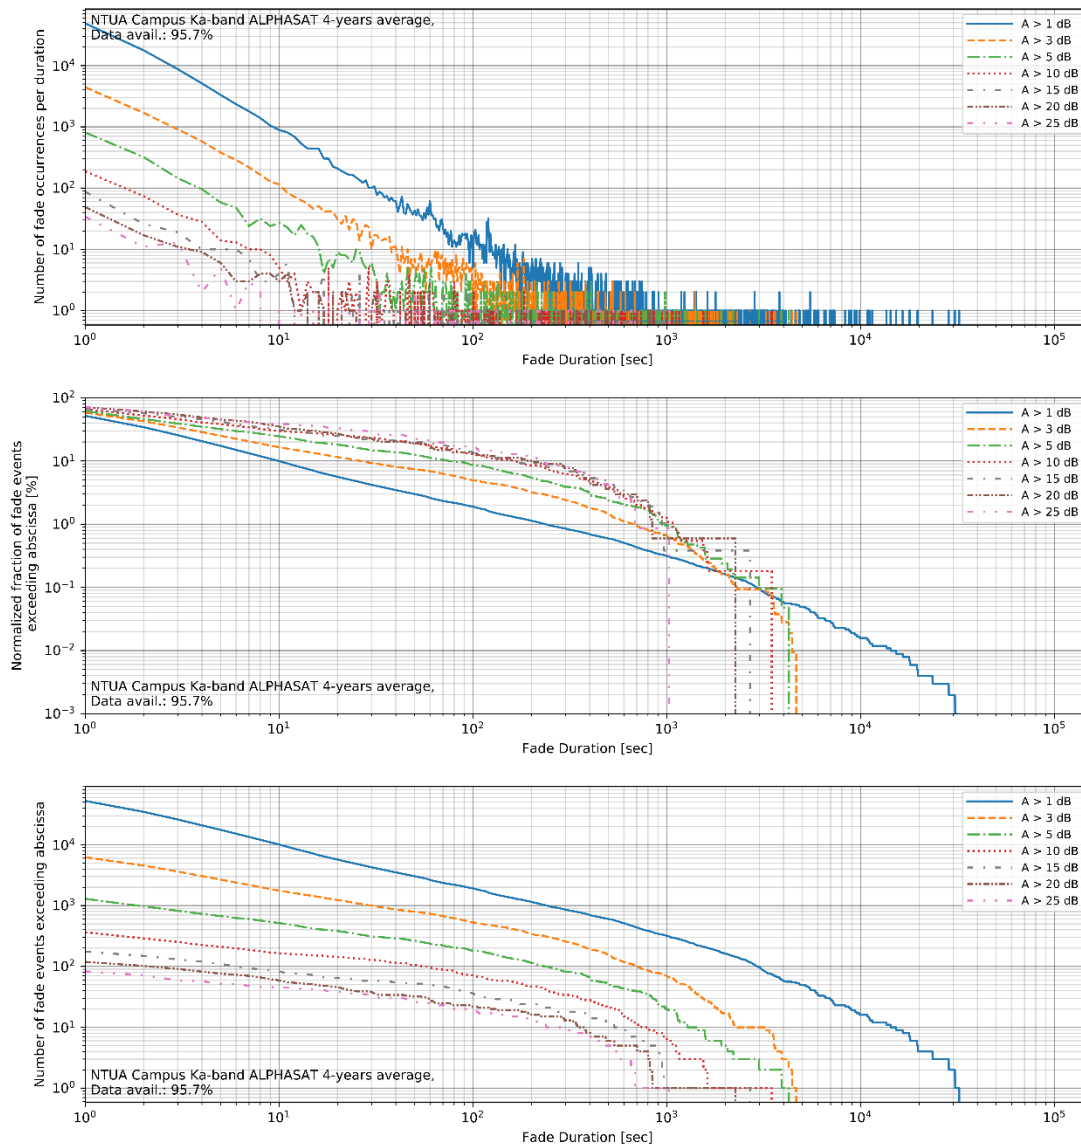 NTUA Campus Ka-band ALPHASAT 4-years average,
Data avail.: 95.7%
A > 1 dB
A > 3 dB
A > 5 dB
A > 10 dB
A > 15 dB
A > 20 dB
A > 25 dB
Number of fade occurrences per duration
10^4
10^3
10^2
10^1
10^0
10^0 10^1 10^2 10^3 10^4 10^5
Fade Duration [sec]
A > 1 dB
A > 3 dB
A > 5 dB
A > 10 dB
A > 15 dB
A > 20 dB
A > 25 dB
Normalized fraction of fade events
exceeding abscissa [%]
10^2
10^1
10^0
10^-1
10^-2
10^-3
NTUA Campus Ka-band ALPHASAT 4-years average,
Data avail.: 95.7%
10^0 10^1 10^2 10^3 10^4 10^5
Fade Duration [sec]
A > 1 dB
A > 3 dB
A > 5 dB
A > 10 dB
A > 15 dB
A > 20 dB
A > 25 dB
Number of fade events exceeding abscissa
10^4
10^3
10^2
10^1
10^0
NTUA Campus Ka-band ALPHASAT 4-years average,
Data avail.: 95.7%
10^0 10^1 10^2 10^3 10^4 10^5
Fade Duration [sec]